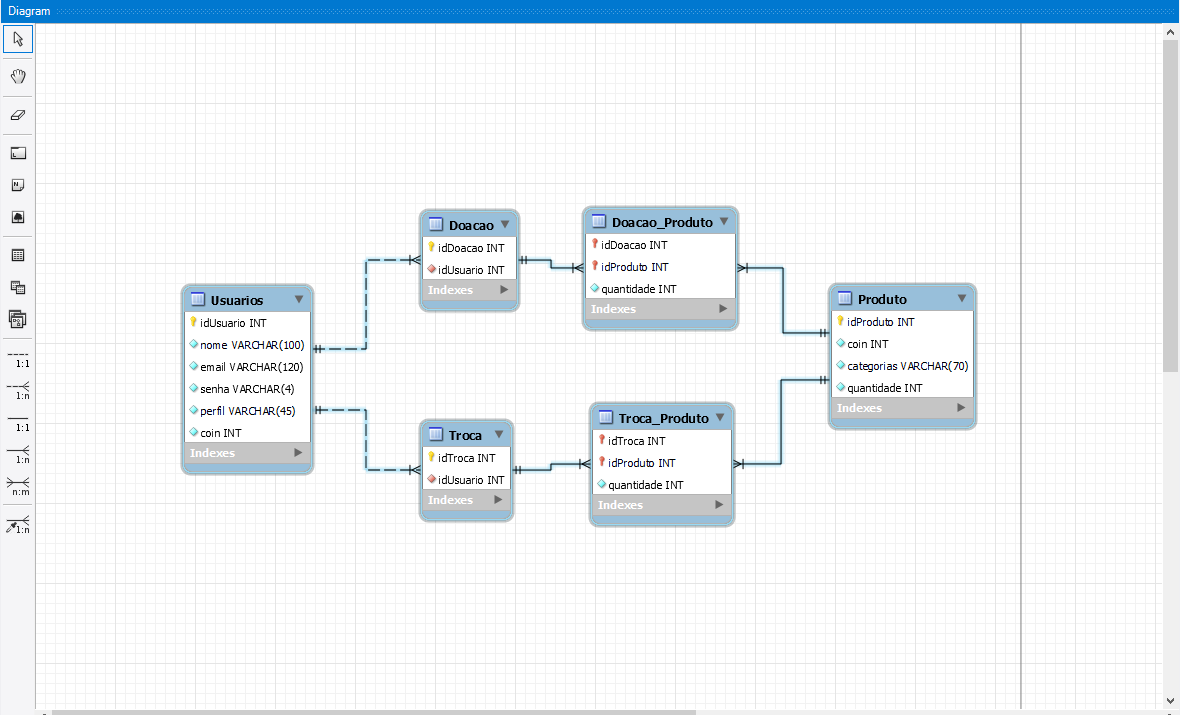 Diagram
1:1
1:n
1:1
1:n
n:m
1:n
Usuarios
idUsuario INT
nome VARCHAR(100)
email VARCHAR(120)
senha VARCHAR(4)
perfil VARCHAR(45)
coin INT
Indexes
Doacao
idDoacao INT
idUsuario INT
Indexes
Troca
idTroca INT
idUsuario INT
Indexes
Doacao_Produto
idDoacao INT
idProduto INT
quantidade INT
Indexes
Troca_Produto
idTroca INT
idProduto INT
quantidade INT
Indexes
Produto
idProduto INT
coin INT
categorias VARCHAR(70)
quantidade INT
Indexes